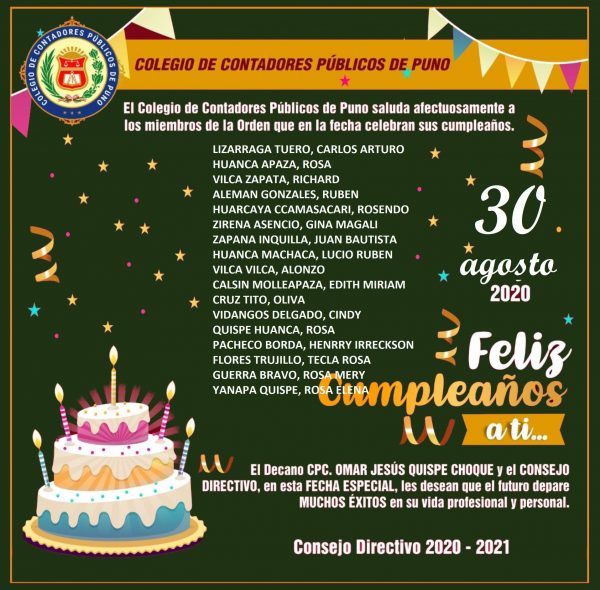 COLEGIO DE CONTADORES PÚBLICOS DE PUNO
COLEGIO DE CONTADORES PÚBLICOS DE PUNO
El Colegio de Contadores Públicos de Puno saluda afectuosamente a
los miembros de la Orden que en la fecha celebran sus cumpleaños.
LIZARRAGA TUERO, CARLOS ARTURO
HUANCA APAZA, ROSA
VILCA ZAPATA, RICHARD
ALEMAN GONZALES, RUBEN
HUARCAYA CCAMASACARI, ROSENDO
ZIRENA ASENCIO, GINA MAGALI
ZAPANA INQUILLA, JUAN BAUTISTA
HUANCA MACHACA, LUCIO RUBEN
VILCA VILCA, ALONZO
CALSIN MOLLEAPAZA, EDITH MIRIAM
CRUZ TITO, OLIVA
VIDANGOS DELGADO, CINDY
QUISPE HUANCA, ROSA
PACHECO BORDA, HENRRY IRRECKSON
FLORES TRUJILLO, TECLA ROSA
GUERRA BRAVO, ROSA MERY
YANAPA QUISPE, ROSA ELENA
30
agosto
2020
Feliz
Cumpleaños
a ti...
El Decano CPC. OMAR JESÚS QUISPE CHOQUE y el CONSEJO
DIRECTIVO, en esta FECHA ESPECIAL, les desean que el futuro depare
MUCHOS ÉXITOS en su vida profesional y personal.
Consejo Directivo 2020 - 2021